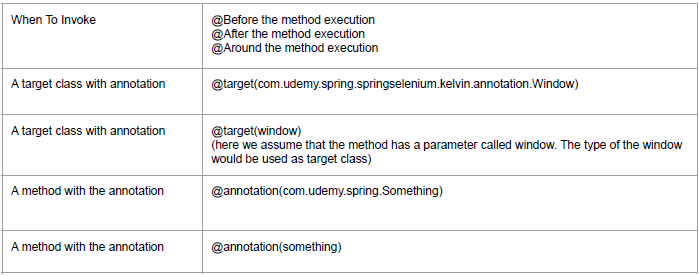 When To Invoke
@Before the method execution
@After the method execution
@Around the method execution
A target class with annotation
@target(com.udemy.spring.springselenium.kelvin.annotation.Window)
A target class with annotation
@target(window)
(here we assume that the method has a parameter called window. The type of the window
would be used as target class)
A method with the annotation
@annotation(com.udemy.spring.Something)
A method with the annotation
@annotation(something)